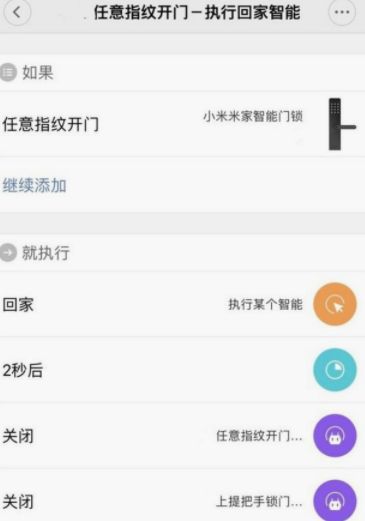 任意指纹开门－执行回家智能
如果
任意指纹开门
小米米家智能门锁
继续添加
就执行
回家
执行某个智能
2秒后
关闭
任意指纹开门...
关闭
上提把手锁门...